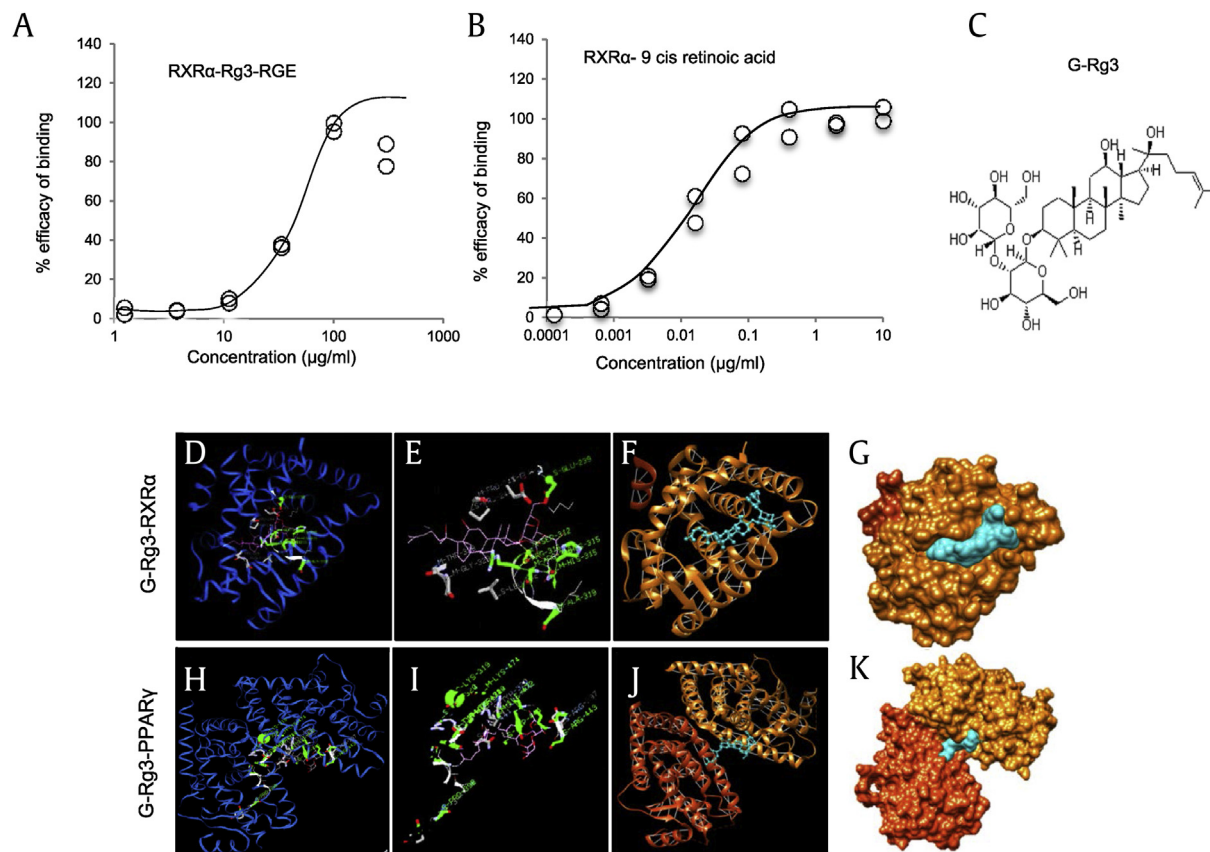 A
B
C
140
120
100
80
60
40
20
0
1
10
100
1000
% efficacy of binding
Concentration (µg/ml)
RXRα-Rg3-RGE
140
120
100
80
60
40
20
0
0.0001
0.001
0.01
0.1
1
10
% efficacy of binding
Concentration (µg/ml)
RXRα- 9 cis retinoic acid
G-Rg3
OH
OH
H
H
H
H
OH
OH
HO
HO
O
H
O
O
H
O
O
HO
HO
OH
OH
G-Rg3-RXRα
D
E
F
G
G-Rg3-PPARγ
H
I
J
K